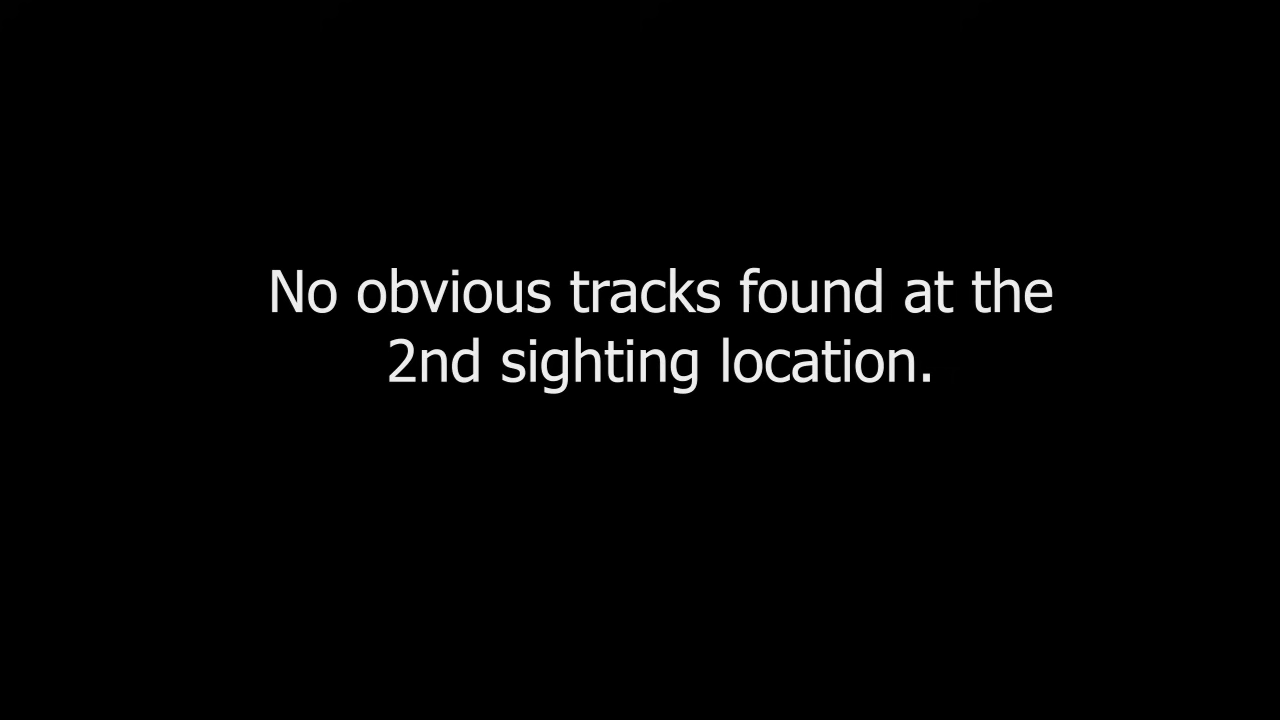 No obvious tracks found at the
2nd sighting location.